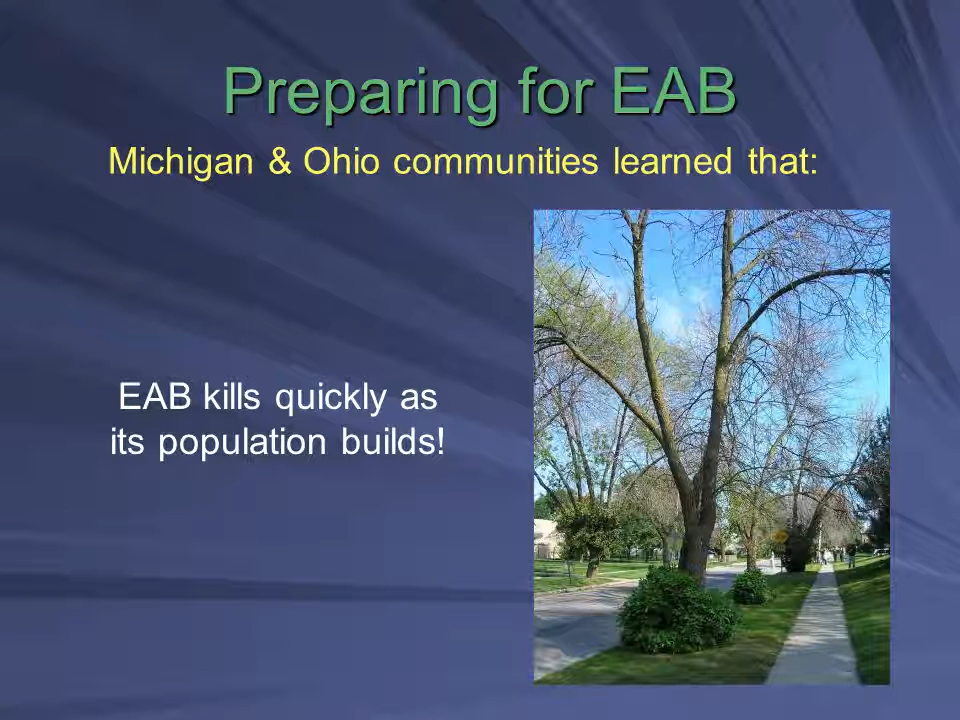 Preparing for EAB
Michigan & Ohio communities learned that:
EAB kills quickly as
its population builds!